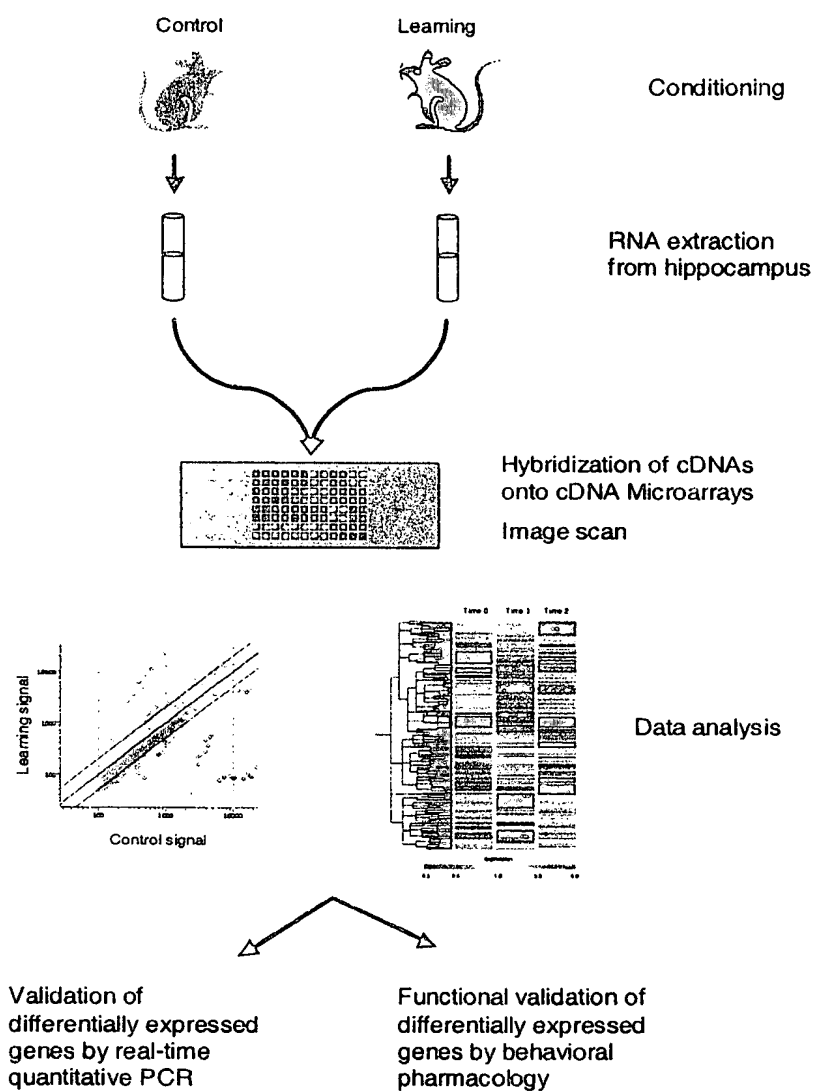 Control
Learning
Conditioning
RNA extraction
from hippocampus
Hybridization of cDNAs
onto cDNA Microarrays
Image scan
Time 0 Time 1 Time 2
Learning signal
Control signal
Data analysis
Validation of
differentially expressed
genes by real-time
quantitative PCR
Functional validation of
differentially expressed
genes by behavioral
pharmacology